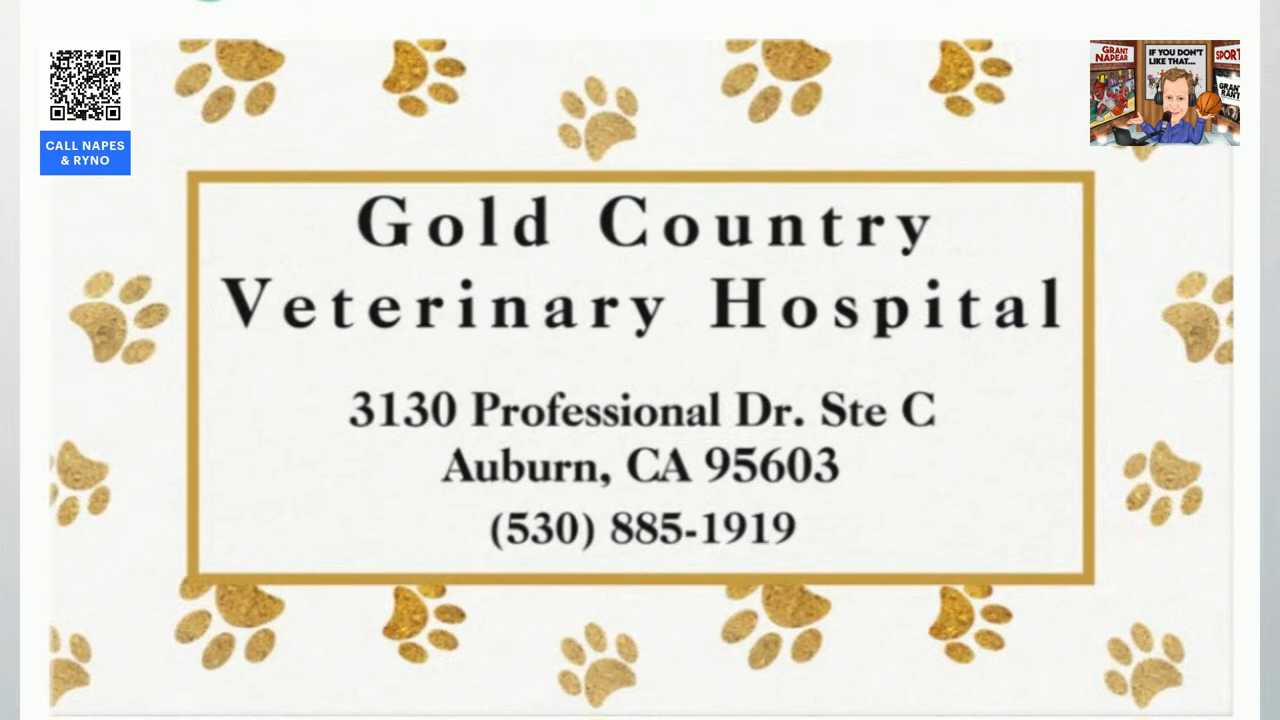 CALL NAPES
& RYNO
GRANT
NAPEAR
IF YOU DON'T
LIKE THAT...
Gold Country
Veterinary Hospital
3130 Professional Dr. Ste C
Auburn, CA 95603
(530) 885-1919